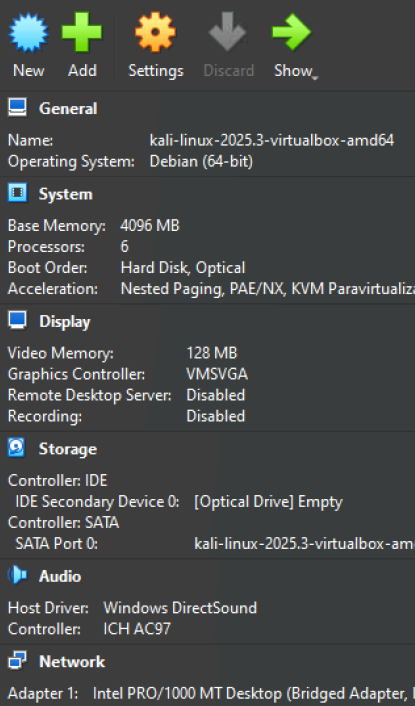 New Add Settings Discard Show
General
Name: kali-linux-2025.3-virtualbox-amd64
Operating System: Debian (64-bit)
System
Base Memory: 4096 MB
Processors: 6
Boot Order: Hard Disk, Optical
Acceleration: Nested Paging, PAE/NX, KVM Paravirtualiza
Display
Video Memory: 128 MB
Graphics Controller: VMSVGA
Remote Desktop Server: Disabled
Recording: Disabled
Storage
Controller: IDE
IDE Secondary Device 0: [Optical Drive] Empty
Controller: SATA
SATA Port 0: kali-linux-2025.3-virtualbox-am
Audio
Host Driver: Windows DirectSound
Controller: ICH AC97
Network
Adapter 1: Intel PRO/1000 MT Desktop (Bridged Adapter,